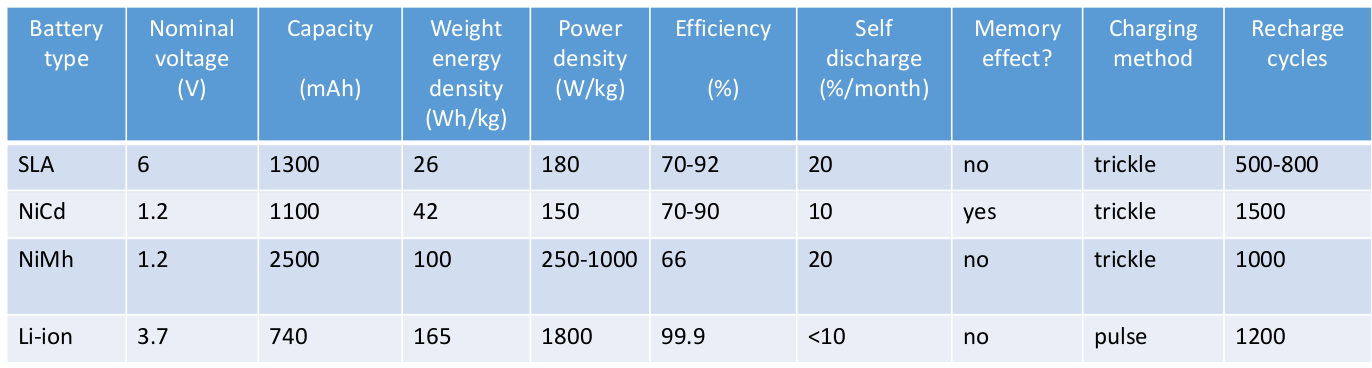 Battery type Nominal voltage (V) Capacity (mAh) Weight energy density (Wh/kg) Power density (W/kg) Efficiency (%) Self discharge (%/month) Memory effect? Charging method Recharge cycles
SLA 6 1300 26 180 70-92 20 no trickle 500-800
NiCd 1.2 1100 42 150 70-90 10 yes trickle 1500
NiMh 1.2 2500 100 250-1000 66 20 no trickle 1000
Li-ion 3.7 740 165 1800 99.9 <10 no pulse 1200